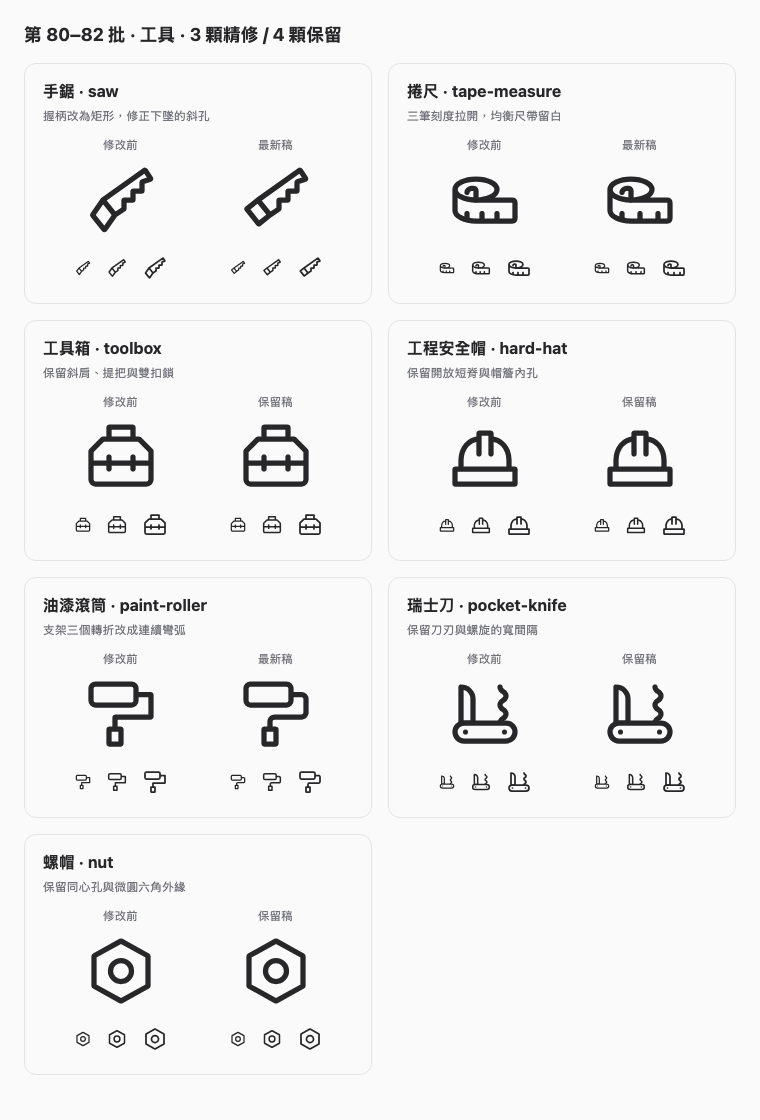 第 80–82 批 · 工具 · 3 顆精修 / 4 顆保留
手鋸 · saw
握柄改為矩形，修正下墜的斜孔
修改前
最新稿
捲尺 · tape-measure
三筆刻度拉開，均衡尺帶留白
修改前
最新稿
工具箱 · toolbox
保留斜肩、提把與雙扣鎖
修改前
保留稿
工程安全帽 · hard-hat
保留開放短脊與帽簷內孔
修改前
保留稿
油漆滾筒 · paint-roller
支架三個轉折改成連續彎弧
修改前
最新稿
瑞士刀 · pocket-knife
保留刀刃與螺旋的寬間隔
修改前
保留稿
螺帽 · nut
保留同心孔與微圓六角外緣
修改前
保留稿